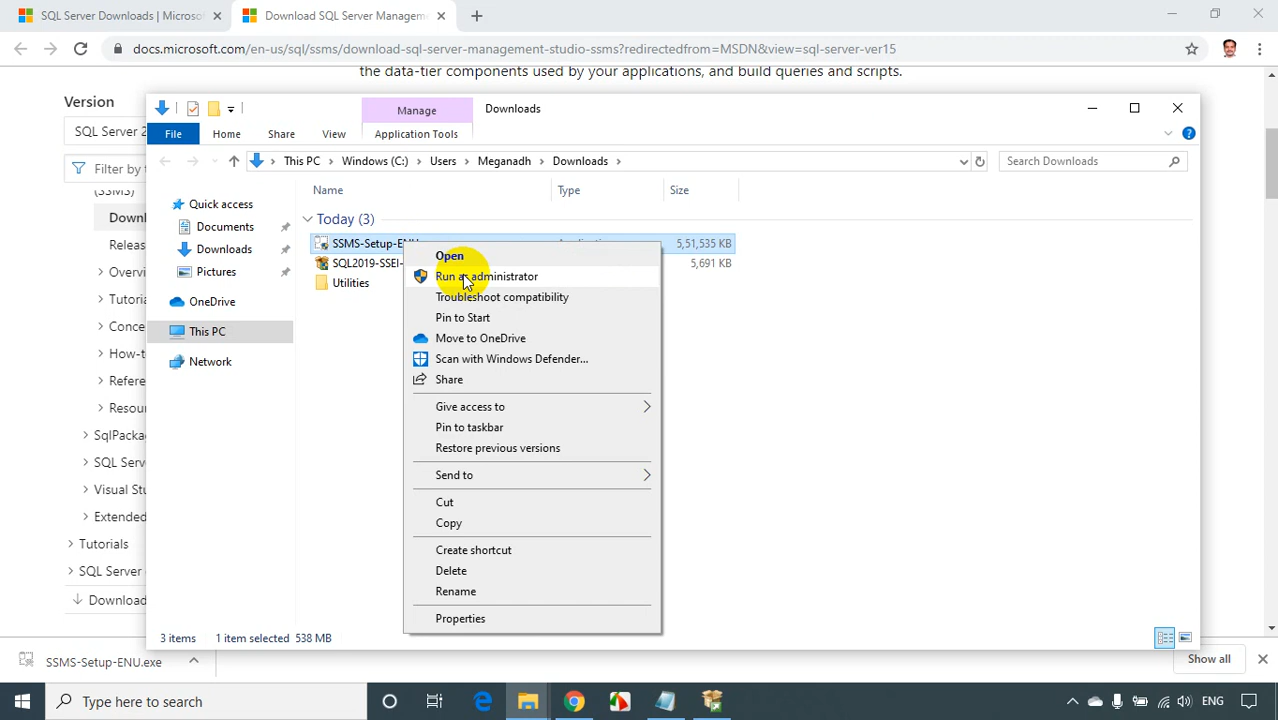 SQL Server Downloads | Microso
Download SQL Server Manageme
docs.microsoft.com/en-us/sql/ssms/download-sql-server-management-studio-ssms?redirectedfrom=MSDN&view=sql-server-ver15
the data-tier components used by your applications, and build queries and scripts.
Version
SQL Server 2
Filter by t
(SSMS)
Downl
Releas
Overvi
Tutoria
Conce
How-t
Refere
Resou
SqlPacka
SQL Serve
Visual Stu
Extended
Tutorials
SQL Server
Download
Manage
Downloads
File
Home
Share
View
Application Tools
This PC
Windows (C:)
Users
Meganadh
Downloads
Search Downloads
Quick access
Documents
Downloads
Pictures
OneDrive
This PC
Network
Name
Type
Size
Today (3)
SSMS-Setup-ENU
Applicati
5,51,535 KB
SQL2019-SSEI-
5,691 KB
Utilities
Open
Run as administrator
Troubleshoot compatibility
Pin to Start
Move to OneDrive
Scan with Windows Defender...
Share
Give access to
Pin to taskbar
Restore previous versions
Send to
Cut
Copy
Create shortcut
Delete
Rename
Properties
3 items
1 item selected 538 MB
SSMS-Setup-ENU.exe
Show all
Type here to search
ENG